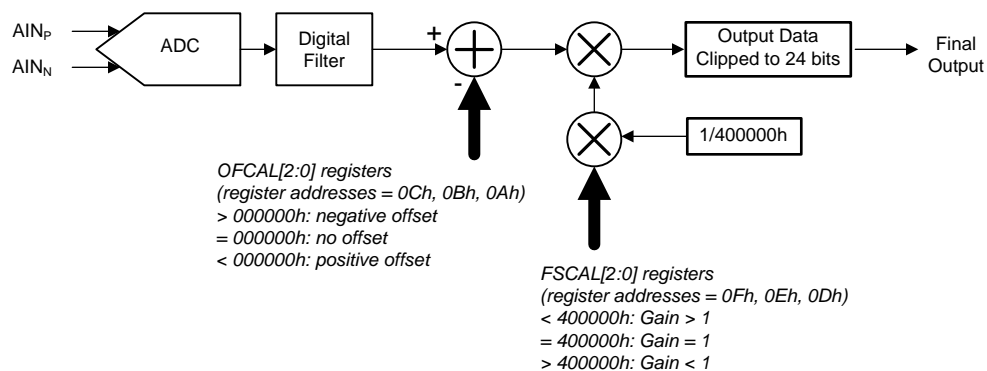 AINP
AINN
ADC
Digital
Filter
+
-
Output Data
Clipped to 24 bits
Final
Output
1/400000h
OFCAL[2:0] registers
(register addresses = 0Ch, 0Bh, 0Ah)
> 000000h: negative offset
= 000000h: no offset
< 000000h: positive offset
FSCAL[2:0] registers
(register addresses = 0Fh, 0Eh, 0Dh)
< 400000h: Gain > 1
= 400000h: Gain = 1
> 400000h: Gain < 1